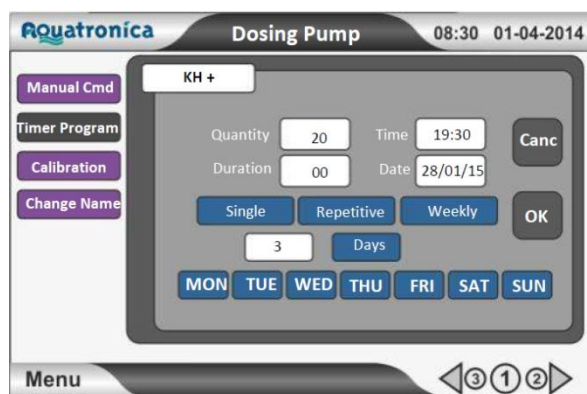 Aquatronica Dosing Pump 08:30 01-04-2014
KH +
Manual Cmd
Timer Program
Calibration
Change Name
Quantity 20 Time 19:30 Canc
Duration 00 Date 28/01/15
Single Repetitive Weekly OK
3 Days
MON TUE WED THU FRI SAT SUN
Menu 3 1 2